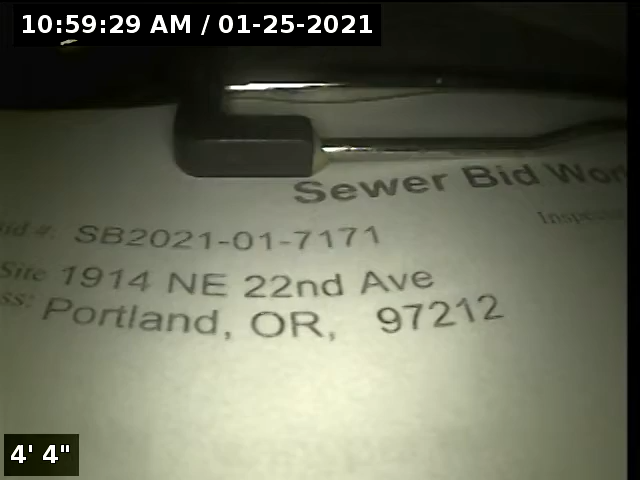 10:59:29 AM / 01-25-2021
Sewer Bid
#: SB2021-01-7171
Site 1914 NE 22nd Ave
Portland, OR, 97212
4' 4"